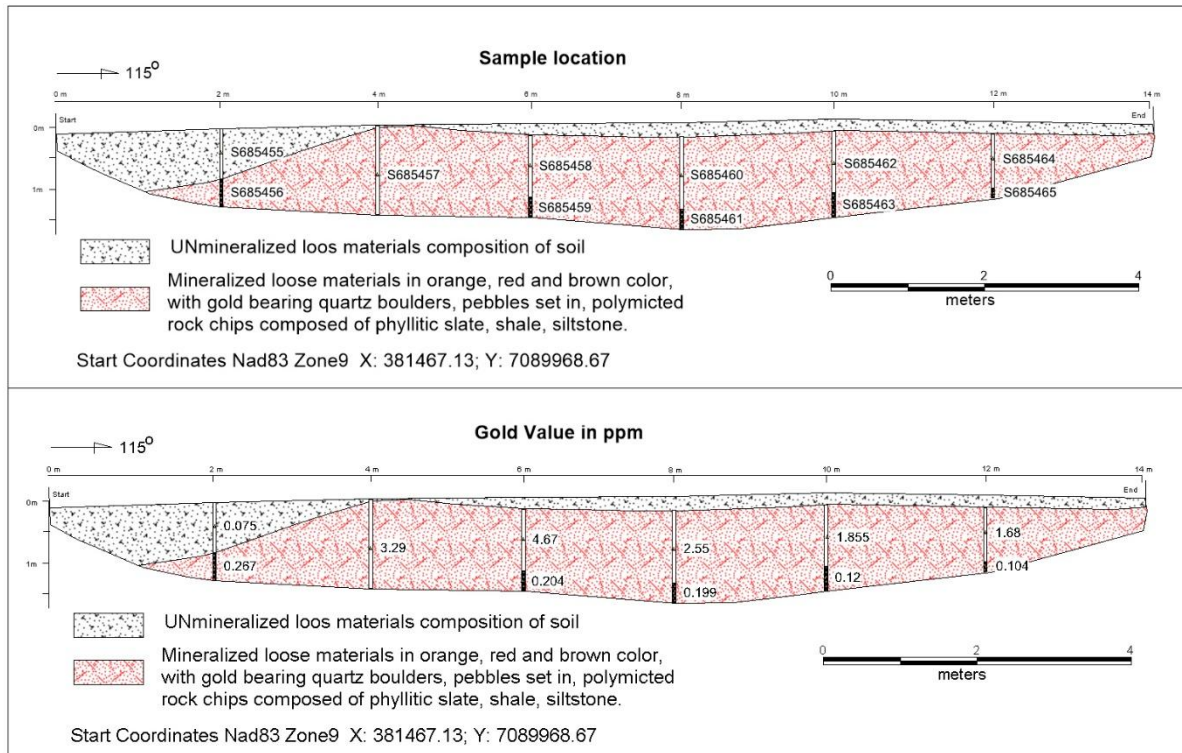 Sample location
115o
0 m 2 m 4 m 6 m 8 m 10 m 12 m 14 m
Start
End
0m
S685455
S685456
S685457
S685458
S685459
S685460
S685461
S685462
S685463
S685464
S685465
1m
UNmineralized loos materials composition of soil
Mineralized loose materials in orange, red and brown color,
with gold bearing quartz boulders, pebbles set in, polymicted
rock chips composed of phyllitic slate, shale, siltstone.
0 2 4
meters
Start Coordinates Nad83 Zone9 X: 381467.13; Y: 7089968.67
Gold Value in ppm
115o
0 m 2 m 4 m 6 m 8 m 10 m 12 m 14 m
Start
End
0m
0.075
0.267
3.29
4.67
0.204
2.55
0.199
1.855
0.12
1.68
0.104
1m
UNmineralized loos materials composition of soil
Mineralized loose materials in orange, red and brown color,
with gold bearing quartz boulders, pebbles set in, polymicted
rock chips composed of phyllitic slate, shale, siltstone.
0 2 4
meters
Start Coordinates Nad83 Zone9 X: 381467.13; Y: 7089968.67